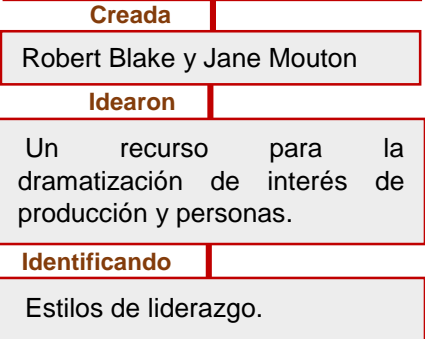 Creada
Robert Blake y Jane Mouton
Idearon
Un recurso para la
dramatización de interés de
producción y personas.
Identificando
Estilos de liderazgo.